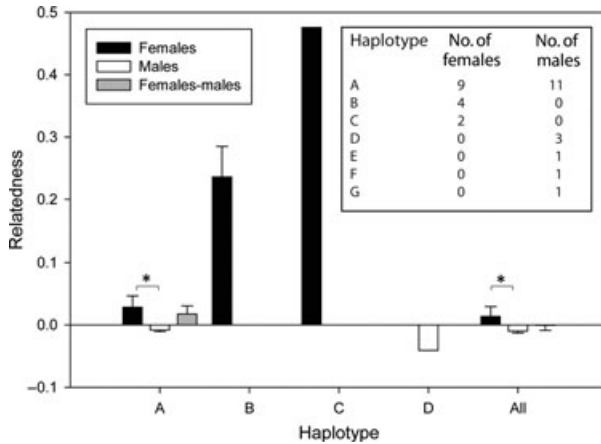 0.5
0.4
0.3
0.2
0.1
0.0
–0.1
Relatedness
Females
Males
Females-males
Haplotype No. of females No. of males
A 9 11
B 4 0
C 2 0
D 0 3
E 0 1
F 0 1
G 0 1
* *
A B C D All
Haplotype